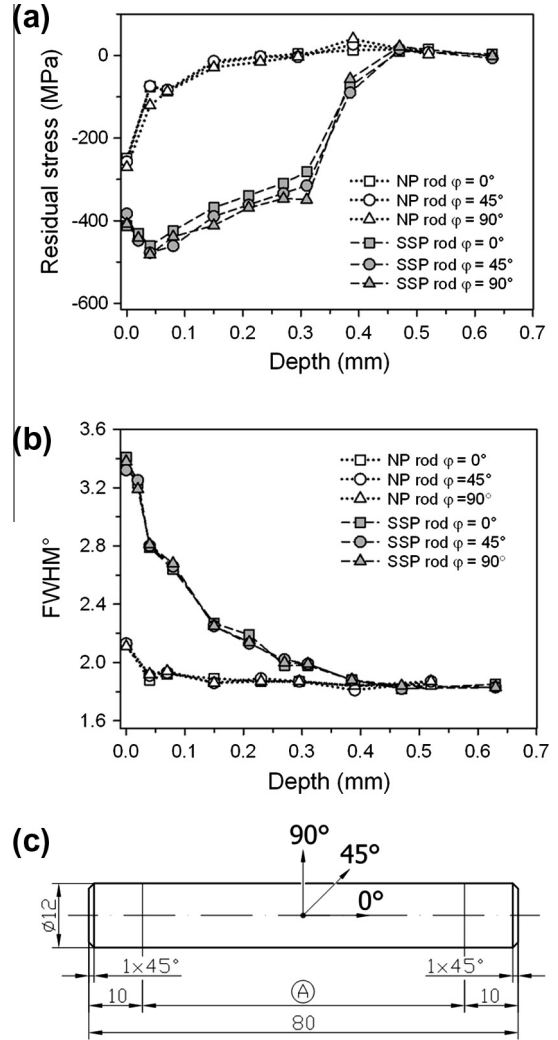 (a)
0
-200
-400
-600
Residual stress (MPa)
NP rod φ = 0°
NP rod φ = 45°
NP rod φ = 90°
SSP rod φ = 0°
SSP rod φ = 45°
SSP rod φ = 90°
0.0 0.1 0.2 0.3 0.4 0.5 0.6 0.7
Depth (mm)
(b)
3.6
3.2
2.8
2.4
2.0
1.6
FWHM°
NP rod φ = 0°
NP rod φ =45°
NP rod φ =90°
SSP rod φ = 0°
SSP rod φ = 45°
SSP rod φ = 90°
0.0 0.1 0.2 0.3 0.4 0.5 0.6 0.7
Depth (mm)
(c)
90°
45°
0°
ø12
1×45° 1×45°
10 A 10
80